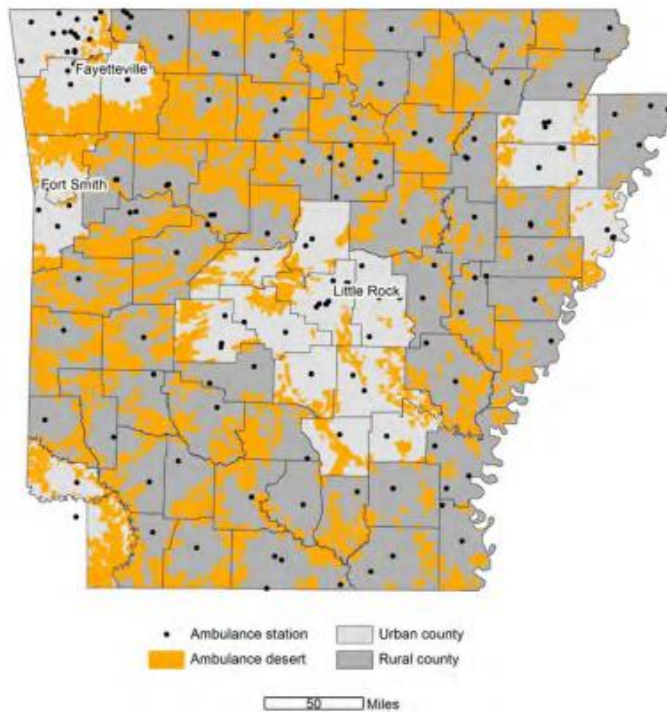 Fayetteville
Fort Smith
Little Rock
Ambulance station
Urban county
Ambulance desert
Rural county
50 Miles